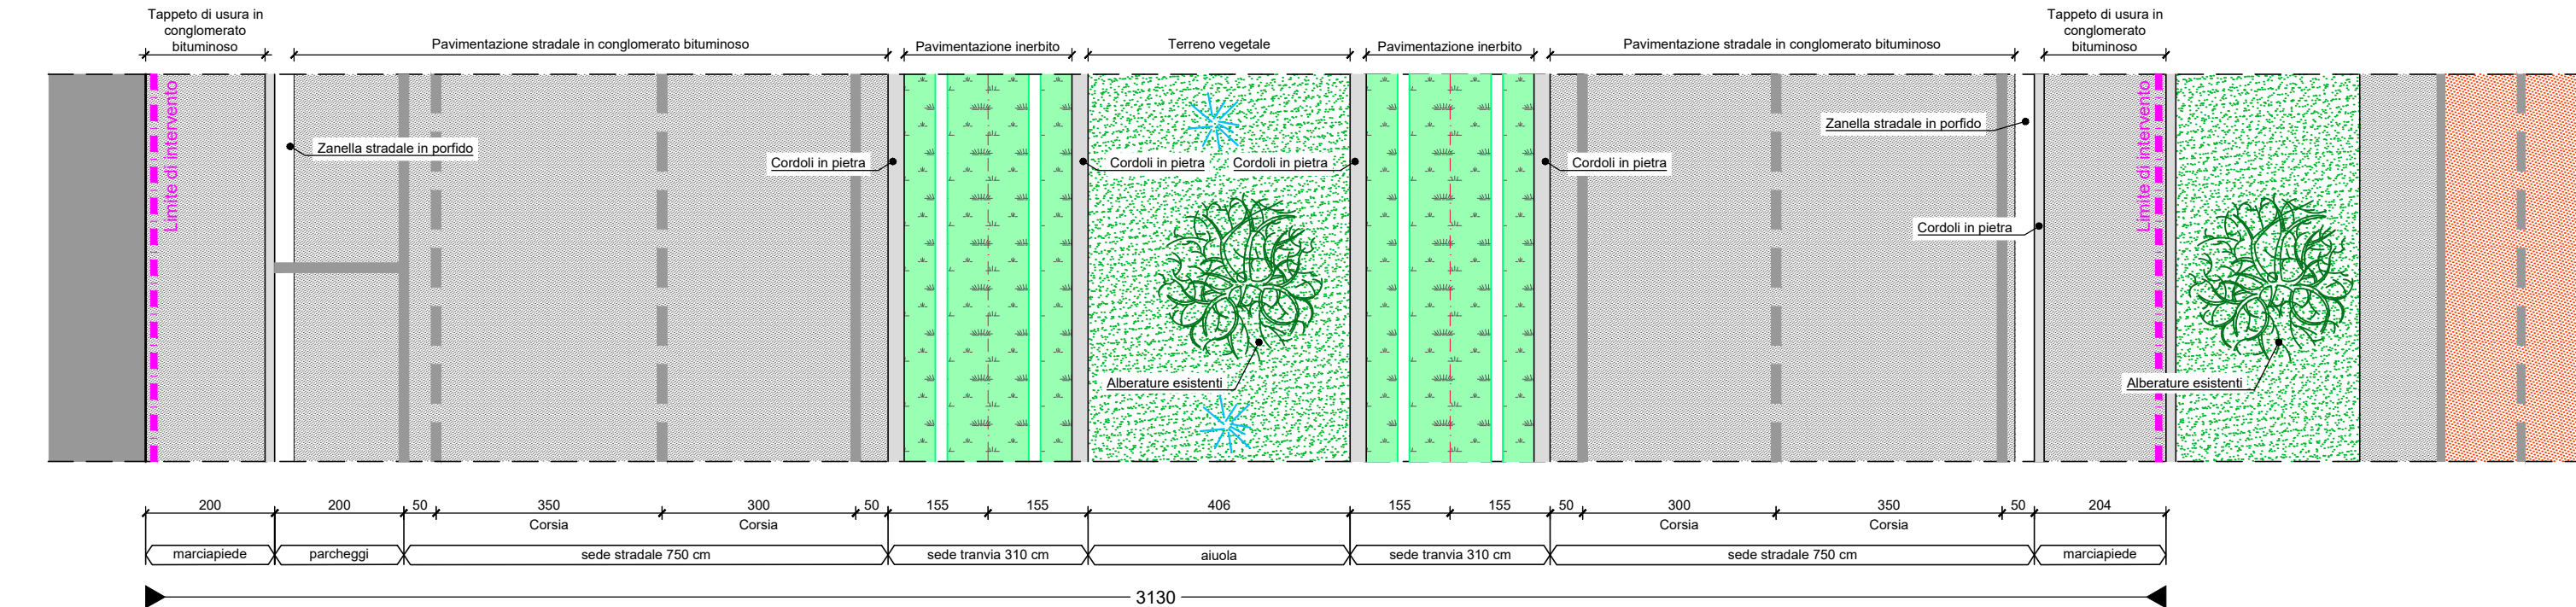 Tappeto di usura in
conglomerato
bituminoso
Pavimentazione stradale in conglomerato bituminoso
Pavimentazione inerbito
Terreno vegetale
Pavimentazione inerbito
Pavimentazione stradale in conglomerato bituminoso
Tappeto di usura in
conglomerato
bituminoso
Limite di intervento
Zanella stradale in porfido
Cordoli in pietra
Cordoli in pietra
Cordoli in pietra
Cordoli in pietra
Zanella stradale in porfido
Cordoli in pietra
Limite di intervento
Alberature esistenti
Alberature esistenti
200
200
50
350
300
50
155
155
406
155
155
50
300
350
50
204
Corsia
Corsia
Corsia
Corsia
marciapiede
parcheggi
sede stradale 750 cm
sede tranvia 310 cm
aiuola
sede tranvia 310 cm
sede stradale 750 cm
marciapiede
3130